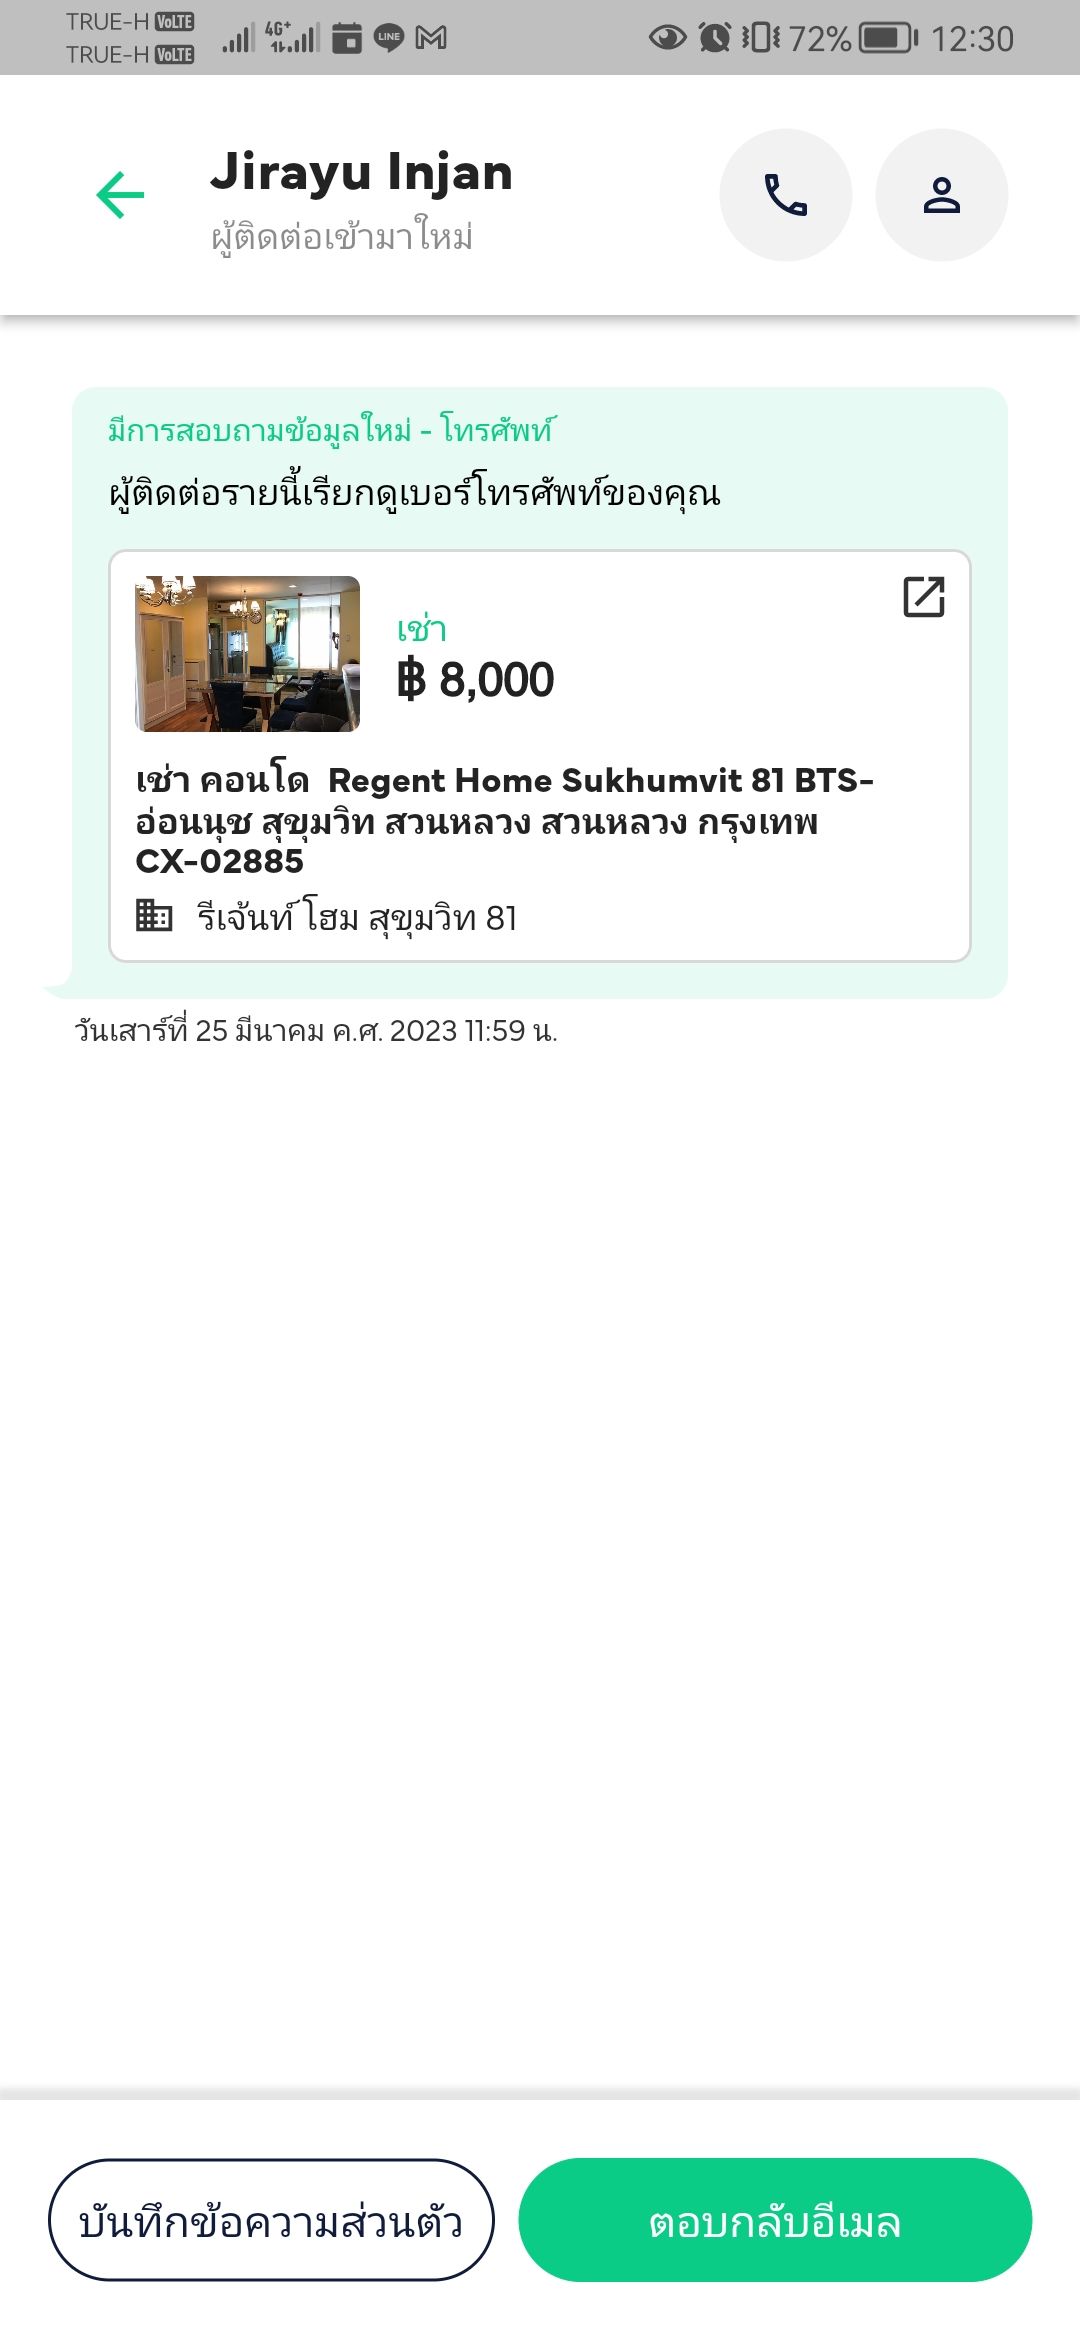 TRUE-H VoLTE
TRUE-H VoLTE
4G+
LINE
72%
12:30
Jirayu Injan
ผู้ติดต่อเข้ามาใหม่
มีการสอบถามข้อมูลใหม่ - โทรศัพท์
ผู้ติดต่อรายนี้เรียกดูเบอร์โทรศัพท์ของคุณ
เช่า
฿ 8,000
เช่า คอนโด  Regent Home Sukhumvit 81 BTS-
อ่อนนุช สุขุมวิท สวนหลวง สวนหลวง กรุงเทพ
CX-02885
รีเจ้นท์ โฮม สุขุมวิท 81
วันเสาร์ที่ 25 มีนาคม ค.ศ. 2023 11:59 น.
บันทึกข้อความส่วนตัว
ตอบกลับอีเมล